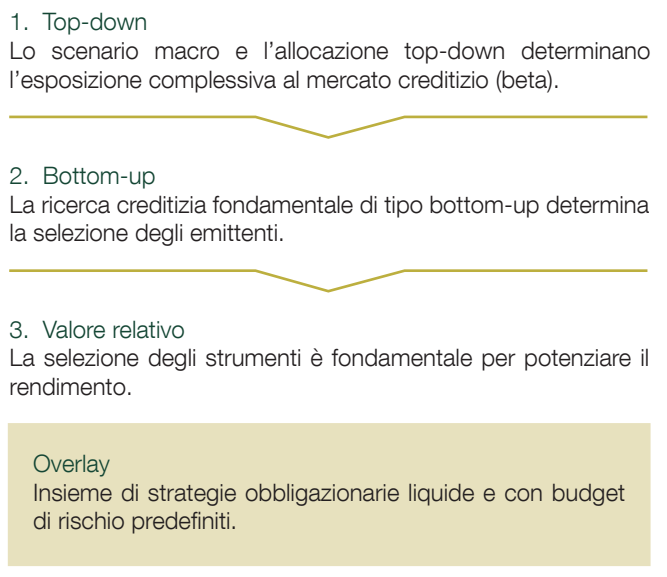 1. Top-down
Lo scenario macro e l'allocazione top-down determinano
l'esposizione complessiva al mercato creditizio (beta).
2. Bottom-up
La ricerca creditizia fondamentale di tipo bottom-up determina
la selezione degli emittenti.
3. Valore relativo
La selezione degli strumenti è fondamentale per potenziare il
rendimento.
Overlay
Insieme di strategie obbligazionarie liquide e con budget
di rischio predefiniti.